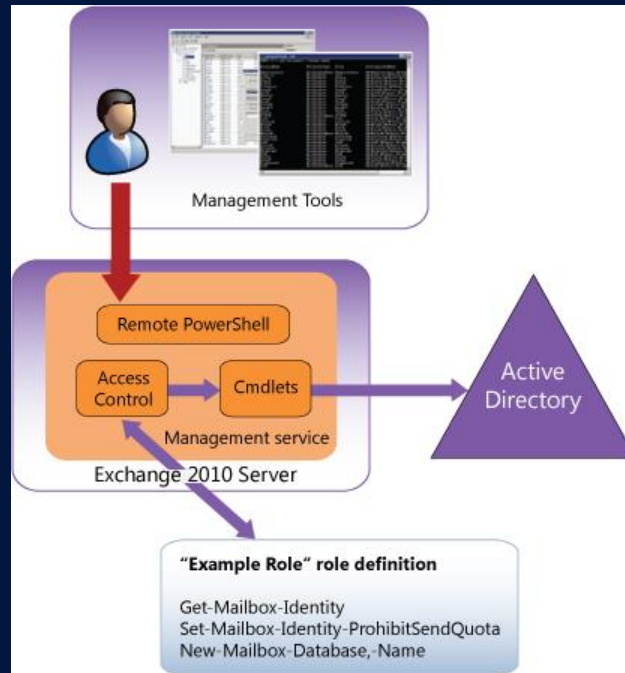 Management Tools
Remote PowerShell
Access
Control
Cmdlets
Management service
Exchange 2010 Server
Active
Directory
“Example Role” role definition
Get-Mailbox-Identity
Set-Mailbox-Identity-ProhibitSendQuota
New-Mailbox-Database,-Name